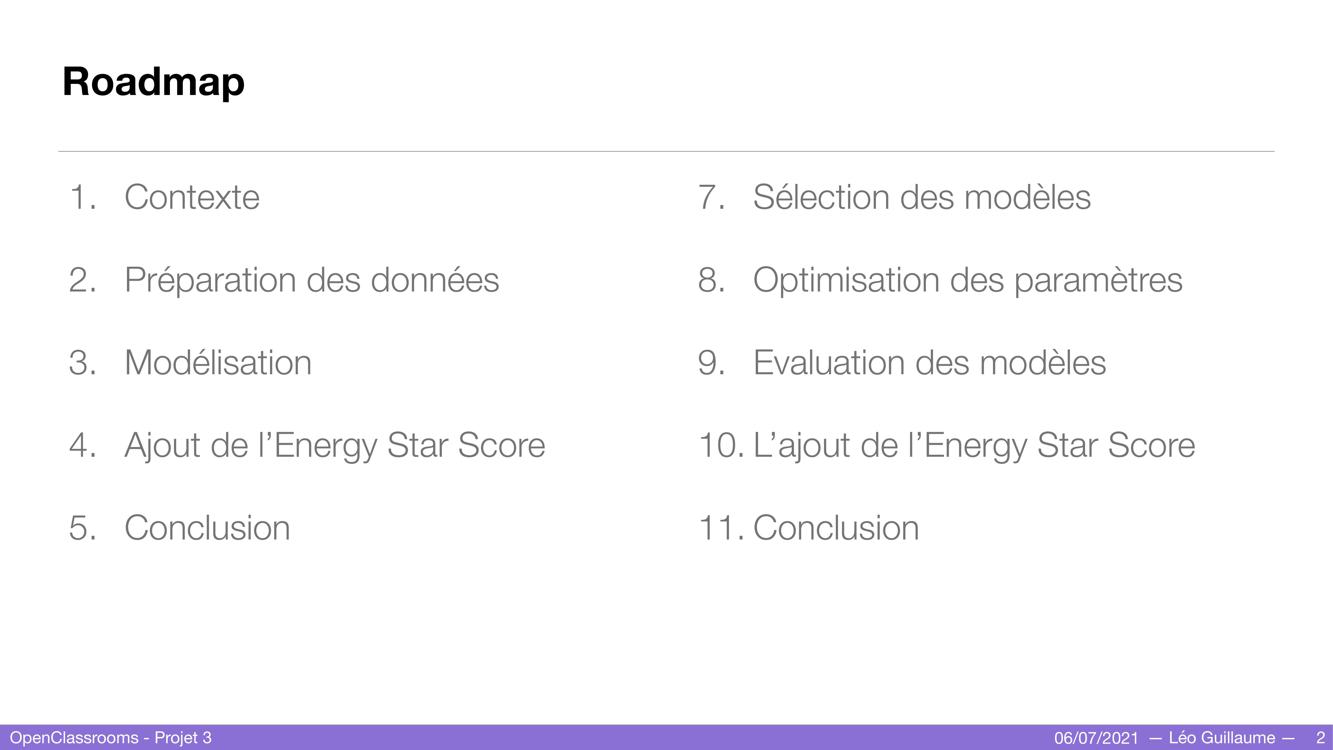 Roadmap
1. Contexte
2. Préparation des données
3. Modélisation
4. Ajout de l’Energy Star Score
5. Conclusion
7. Sélection des modèles
8. Optimisation des paramètres
9. Evaluation des modèles
10. L’ajout de l’Energy Star Score
11. Conclusion
OpenClassrooms - Projet 3
06/07/2021 — Léo Guillaume — 2